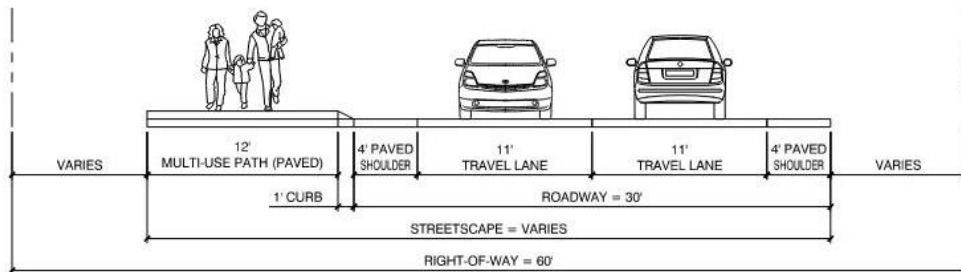 VARIES
12'
MULTI-USE PATH (PAVED)
4' PAVED
SHOULDER
11'
TRAVEL LANE
11'
TRAVEL LANE
4' PAVED
SHOULDER
VARIES
1' CURB
ROADWAY = 30'
STREETSCAPE = VARIES
RIGHT-OF-WAY = 60'